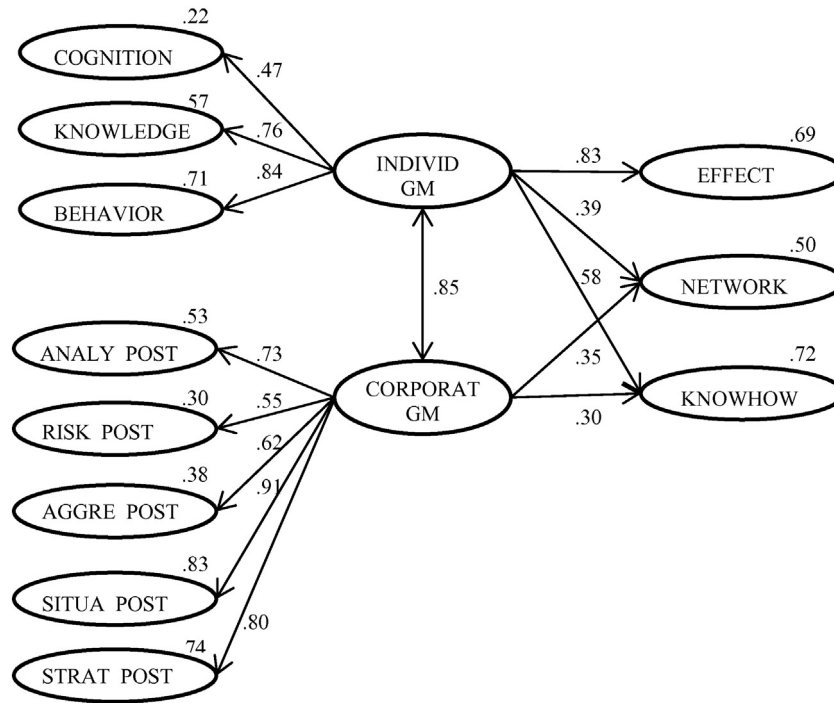 .22
COGNITION
.47
.57
KNOWLEDGE
.76
.71
BEHAVIOR
.84
INDIVID
GM
.83
.69
EFFECT
.39
.50
NETWORK
.58
.85
.53
ANALY POST
.73
.30
RISK POST
.55
.62
.38
AGGRE POST
.91
.83
SITUA POST
.80
74
STRAT POST
CORPORAT
GM
.35
.72
KNOWHOW
.30